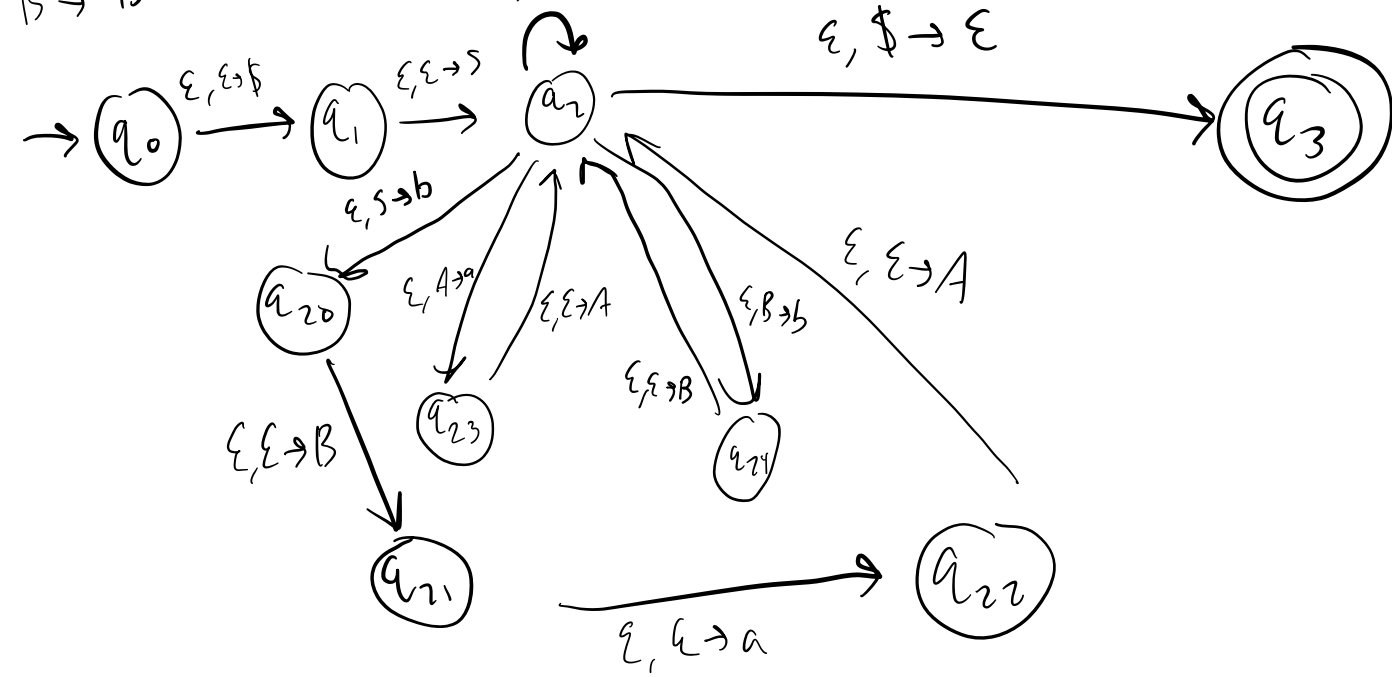 ε, $ → ε
ε, ε→$
ε, ε→S
q0
q1
q2
q3
ε, S→b
ε, A→a
ε, ε→A
ε, B→b
ε, ε→A
q20
ε, ε→B
q23
q24
ε, ε→B
q21
q22
ε, ε→a